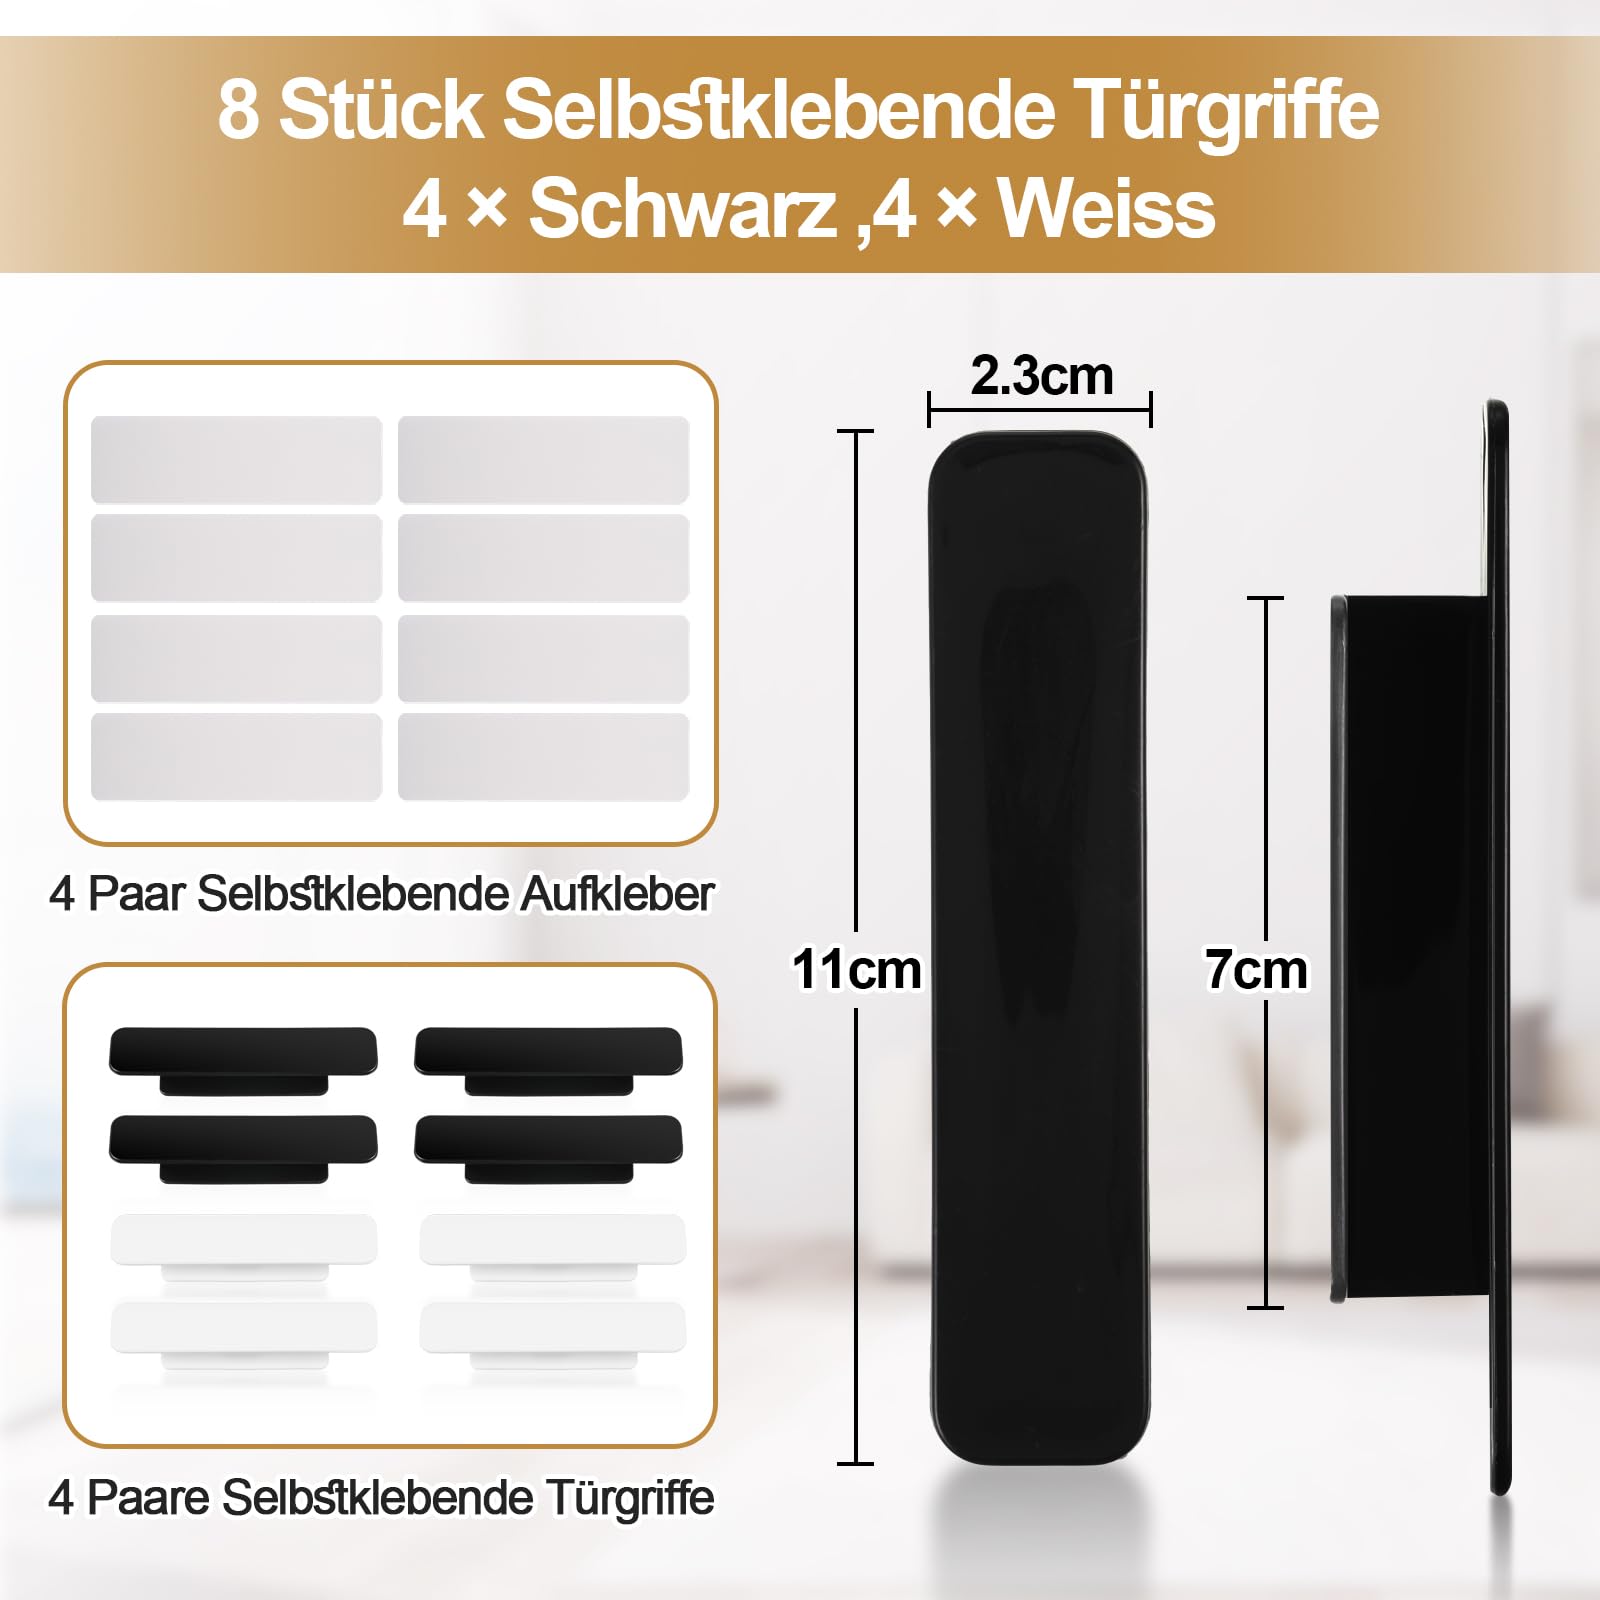 8 Stück Selbstklebende Türgriffe
4 × Schwarz ,4 × Weiss
2.3cm
11cm
7cm
4 Paar Selbstklebende Aufkleber
4 Paare Selbstklebende Türgriffe